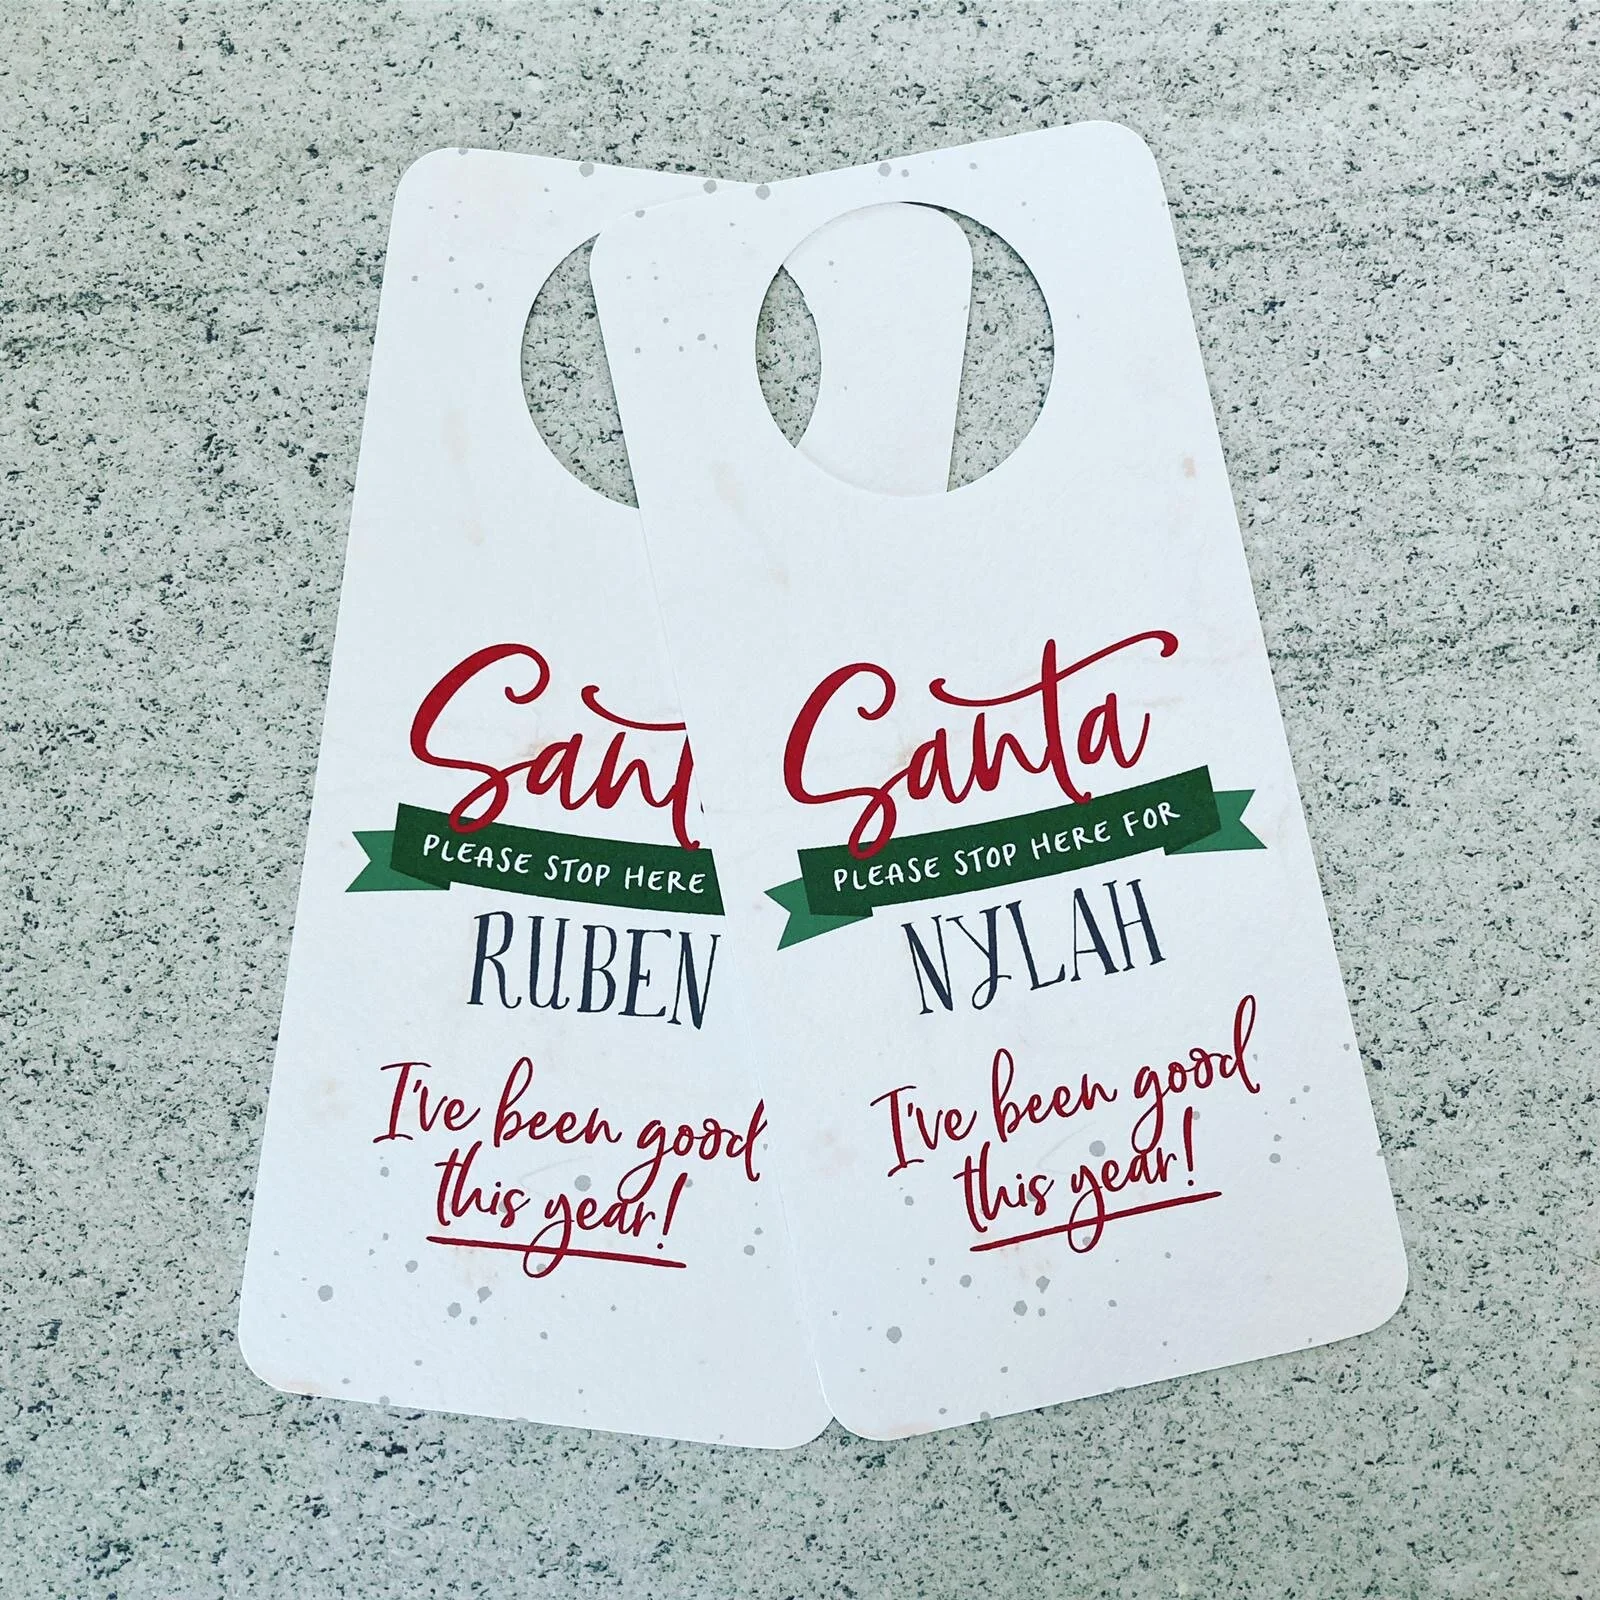 Sant
PLEASE STOP HERE
RUBEN
I've been good
this year!
Santa
PLEASE STOP HERE FOR
NYLAH
I've been good
this year!